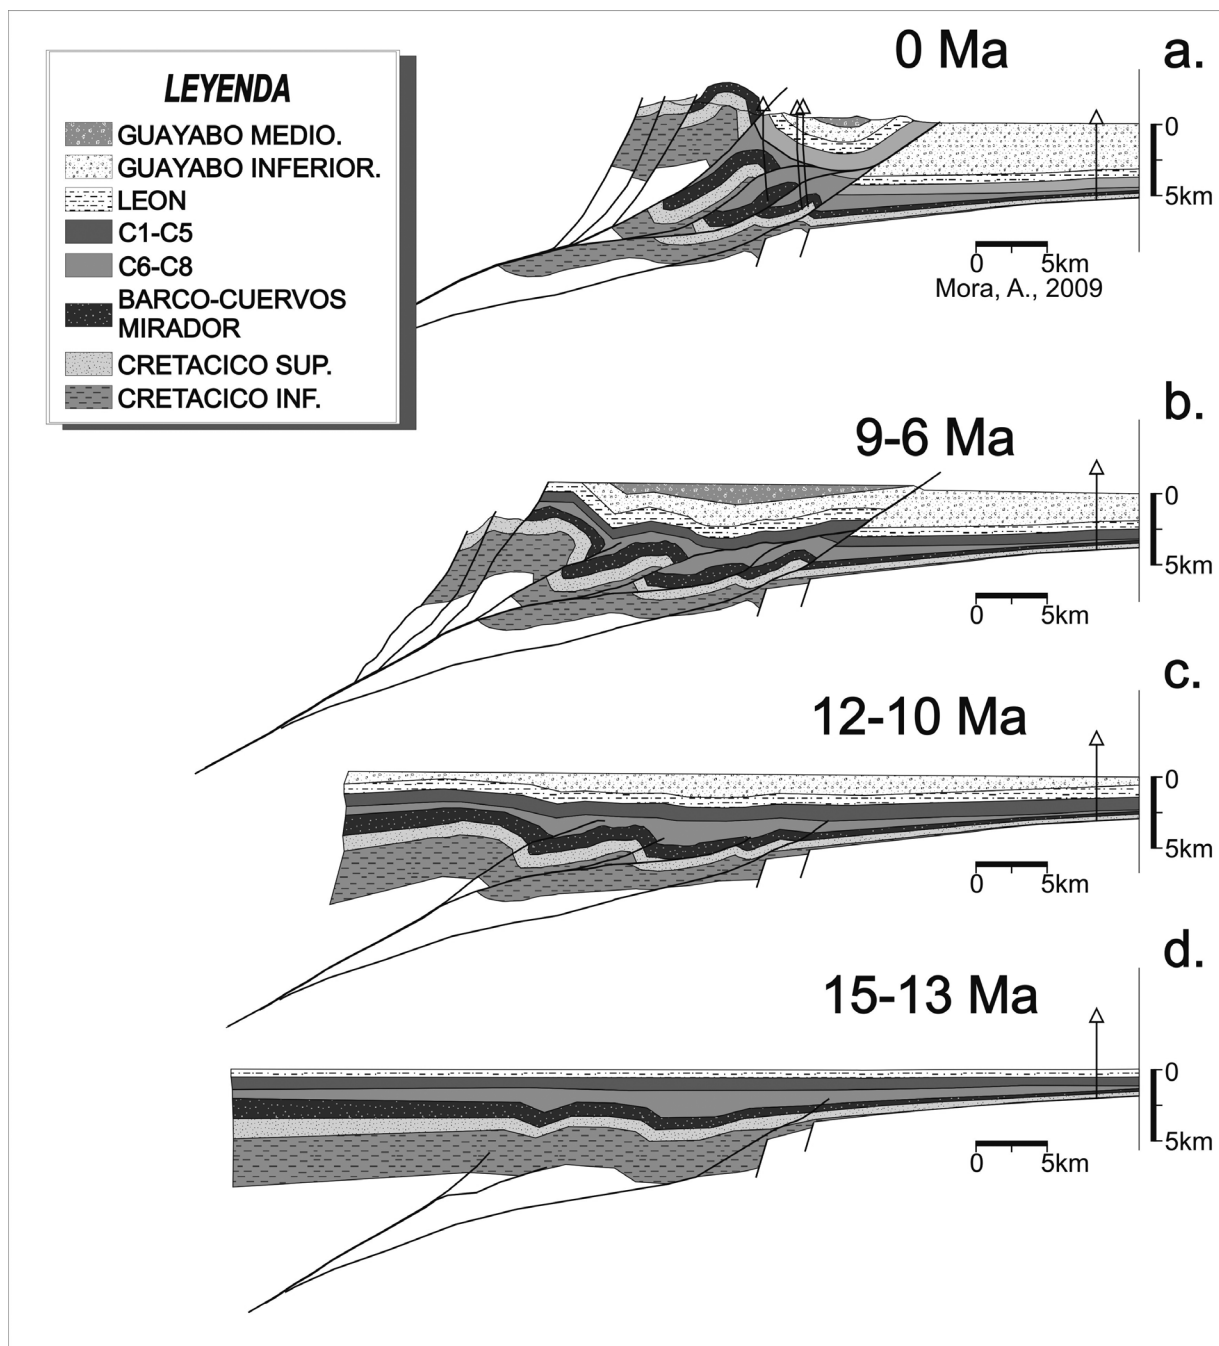 0 Ma
a.
LEYENDA
GUAYABO MEDIO.
GUAYABO INFERIOR.
LEON
C1-C5
C6-C8
BARCO-CUERVOS
MIRADOR
CRETACICO SUP.
CRETACICO INF.
0
5km
0 5km
Mora, A., 2009
b.
9-6 Ma
0
5km
0 5km
c.
12-10 Ma
0
5km
0 5km
d.
15-13 Ma
0
5km
0 5km